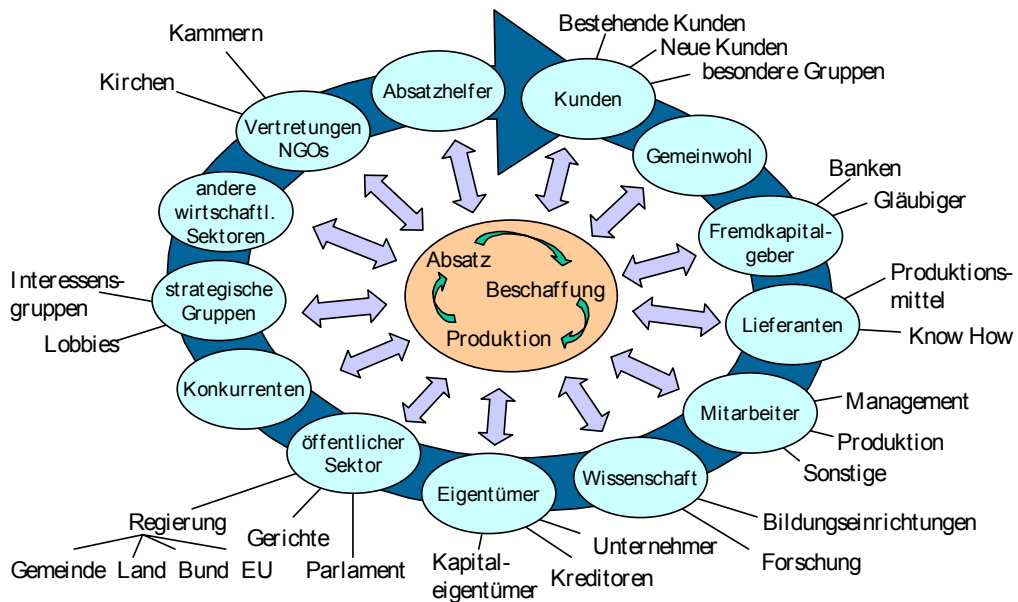 Kammern
Kirchen
Absatzhelfer
Bestehende Kunden
Neue Kunden
besondere Gruppen
Kunden
Vertretungen
NGOs
Gemeinwohl
Banken
Gläubiger
andere
wirtschaftl.
Sektoren
Fremdkapital-
geber
Absatz
Beschaffung
Produktion
Interessens-
gruppen
Lobbies
strategische
Gruppen
Produktions-
mittel
Know How
Lieferanten
Konkurrenten
Mitarbeiter
Management
Produktion
Sonstige
öffentlicher
Sektor
Eigentümer
Wissenschaft
Bildungseinrichtungen
Forschung
Regierung
Gemeinde Land Bund EU
Gerichte
Parlament
Kapital-
eigentümer
Unternehmer
Kreditoren